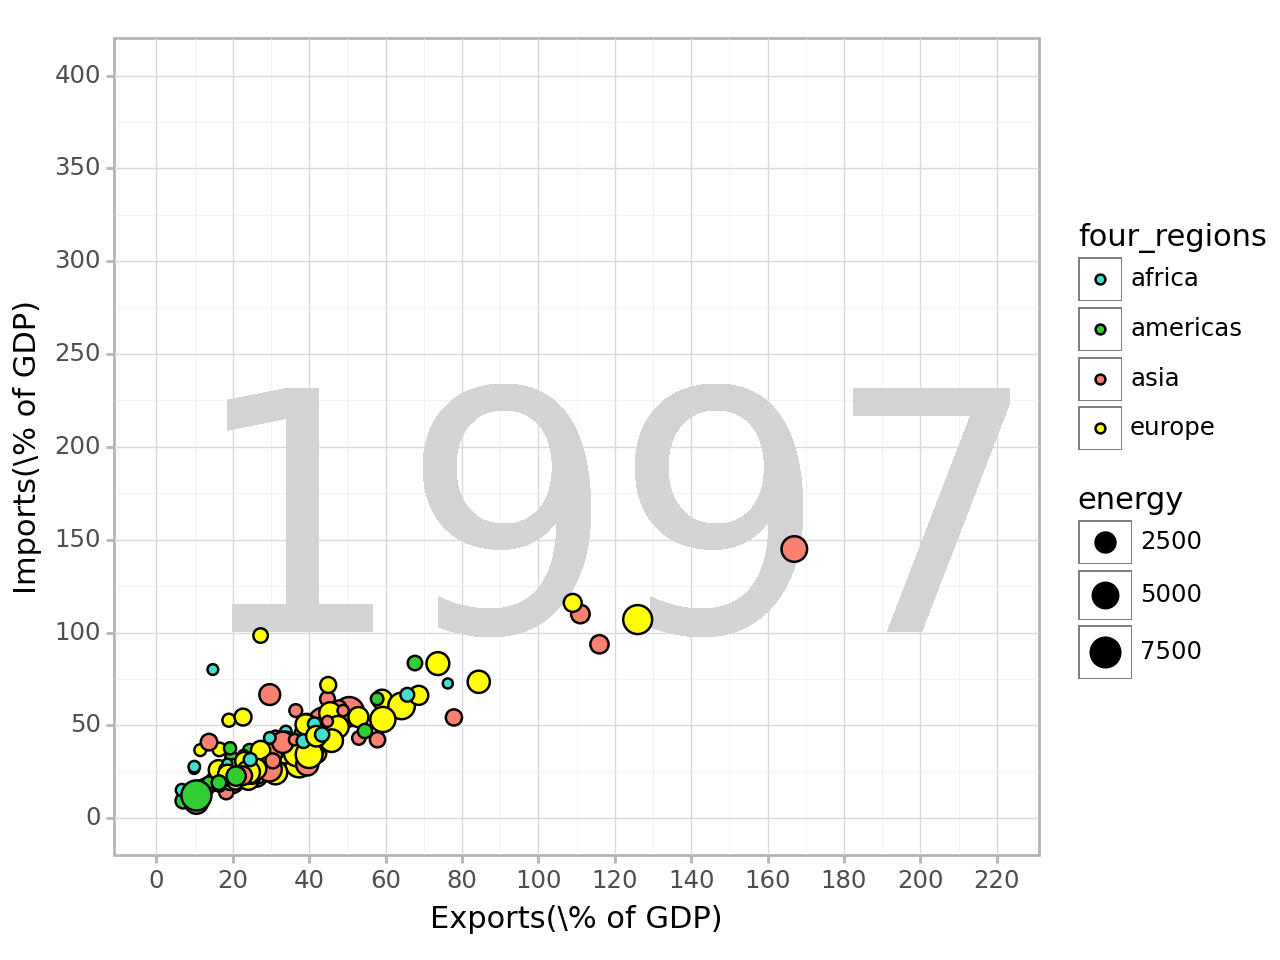 400
350
300
250
200
150
100
50
0
Imports(\% of GDP)
1997
0 20 40 60 80 100 120 140 160 180 200 220
Exports(\% of GDP)
four_regions
africa
americas
asia
europe
energy
2500
5000
7500